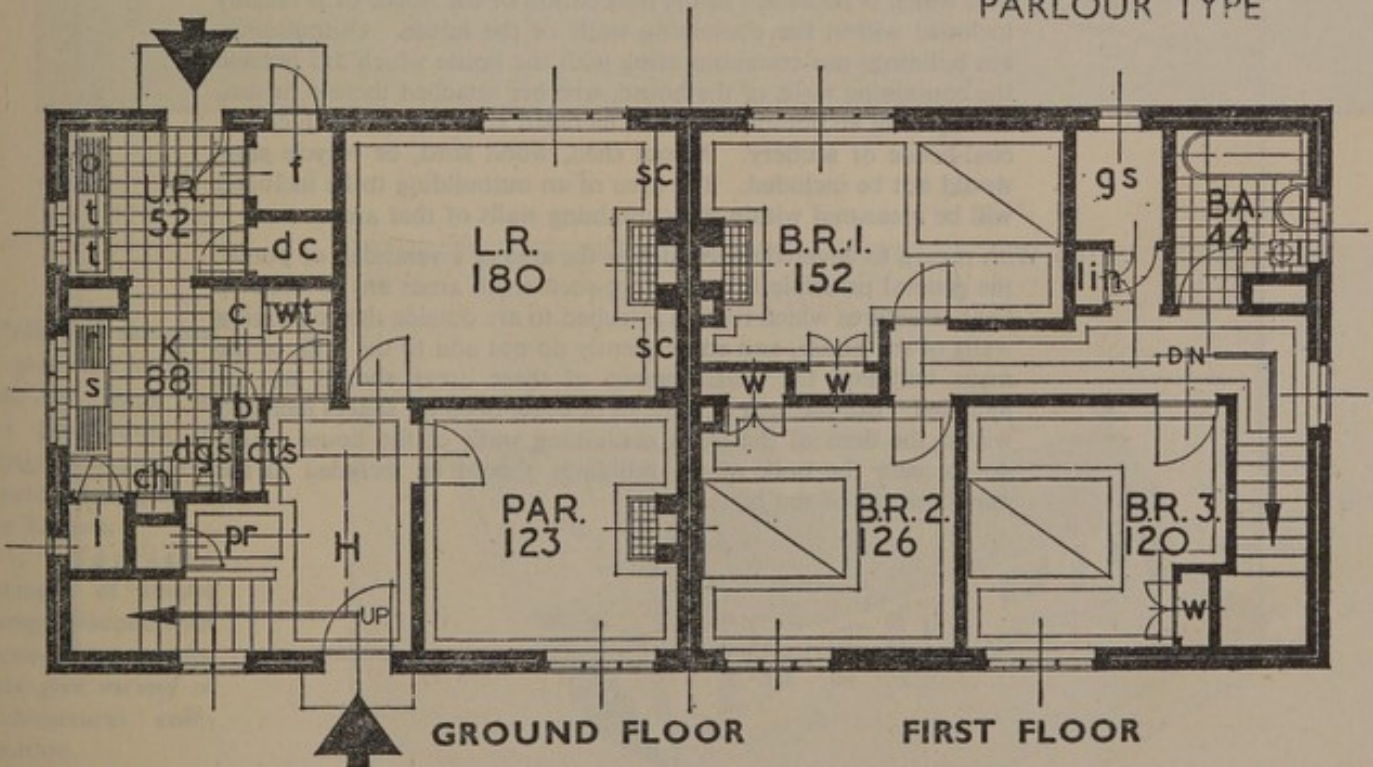 PARLOUR TYPE
o
t
t
U.R.
52
f
dc
L.R.
180
sc
sc
B.R.1.
152
gs
lin
BA.
44
c
wt
r
s
K.
88
b
W
W
DN
dgs
cts
ch
l
pr
H
UP
PAR.
123
B.R.2.
126
B.R.3.
120
W
GROUND FLOOR
FIRST FLOOR